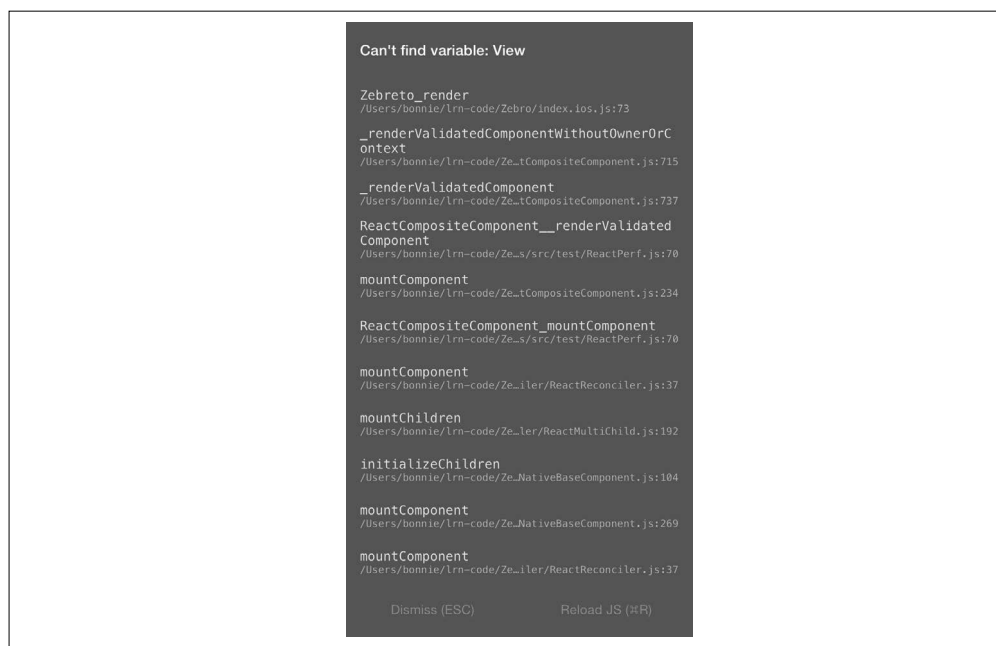 Can't find variable: View
Zebreto_render
/Users/bonnie/lrn-code/Zebro/index.ios.js:73
_renderValidatedComponentWithoutOwnerOrC
ontext
/Users/bonnie/lrn-code/Ze…tCompositeComponent.js:715
_renderValidatedComponent
/Users/bonnie/lrn-code/Ze…tCompositeComponent.js:737
ReactCompositeComponent__renderValidated
Component
/Users/bonnie/lrn-code/Ze…s/src/test/ReactPerf.js:70
mountComponent
/Users/bonnie/lrn-code/Ze…tCompositeComponent.js:234
ReactCompositeComponent_mountComponent
/Users/bonnie/lrn-code/Ze…s/src/test/ReactPerf.js:70
mountComponent
/Users/bonnie/lrn-code/Ze…iler/ReactReconciler.js:37
mountChildren
/Users/bonnie/lrn-code/Ze…ler/ReactMultiChild.js:192
initializeChildren
/Users/bonnie/lrn-code/Ze…NativeBaseComponent.js:104
mountComponent
/Users/bonnie/lrn-code/Ze…NativeBaseComponent.js:269
mountComponent
/Users/bonnie/lrn-code/Ze…iler/ReactReconciler.js:37
Dismiss (ESC) Reload JS (⌘R)